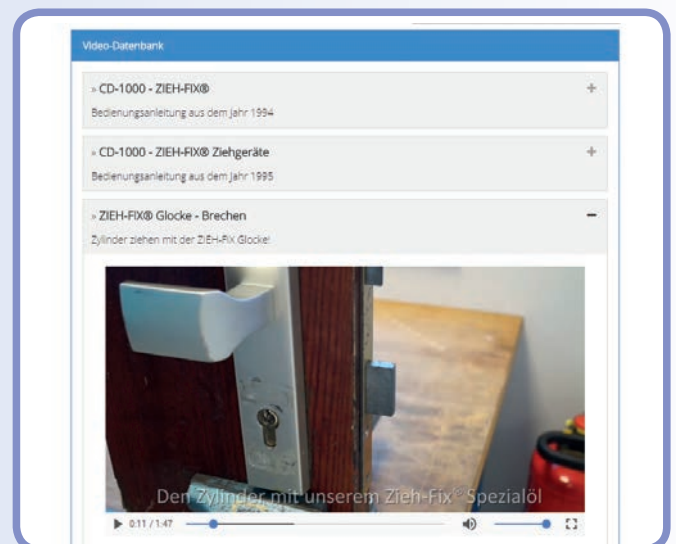 Video-Datenbank
» CD-1000 - ZIEH-FIX®
Bedienungsanleitung aus dem Jahr 1994
» CD-1000 - ZIEH-FIX® Ziehgeräte
Bedienungsanleitung aus dem Jahr 1995
» ZIEH-FIX® Glocke - Brechen
Zylinder ziehen mit der ZIEH-FIX Glocke!
Den Zylinder mit unserem Zieh-Fix® Spezialöl
0:11 / 1:47